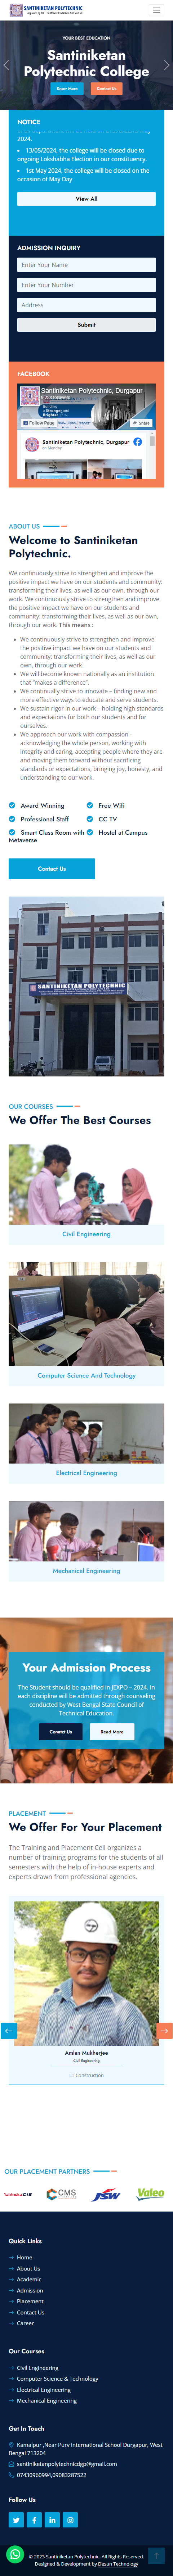 SANTINIKETAN POLYTECHNIC
YOUR BEST EDUCATION
Santiniketan
Polytechnic College
Know More
Contact Us
NOTICE
2024.
13/05/2024, the college will be closed due to
ongoing Lokshabha Election in our constituency.
1st May 2024, the college will be closed on the
occasion of May Day
View All
ADMISSION INQUIRY
Enter Your Name
Enter Your Number
Address
Submit
FACEBOOK
Santiniketan Polytechnic, Durgapur
Follow Page
Share
Santiniketan Polytechnic, Durgapur
on Monday
ABOUT US
Welcome to Santiniketan
Polytechnic.
We continuously strive to strengthen and improve the
positive impact we have on our students and community:
transforming their lives, as well as our own, through our
work. We continuously strive to strengthen and improve
the positive impact we have on our students and
community: transforming their lives, as well as our own,
through our work. This means :
We continuously strive to strengthen and improve
the positive impact we have on our students and
community: transforming their lives, as well as our
own, through our work.
We will become known nationally as an institution
that “makes a difference”.
We continually strive to innovate – finding new and
more effective ways to educate and serve students.
We sustain rigor in our work – holding high standards
and expectations for both our students and for
ourselves.
We approach our work with compassion –
acknowledging the whole person, working with
integrity and caring, accepting people where they are
and moving them forward without sacrificing
standards or expectations, bringing joy, honesty, and
understanding to our work.
Award Winning
Free Wifi
Professional Staff
CC TV
Smart Class Room with
Metaverse
Hostel at Campus
Contact Us
SANTINIKETAN POLYTECHNIC
OUR COURSES
We Offer The Best Courses
Civil Engineering
Computer Science And Technology
Electrical Engineering
Mechanical Engineering
Your Admission Process
The Student should be qualified in JEXPO – 2024. In
each discipline will be admitted through counseling
conducted by West Bengal State Council of
Technical Education.
Conatct Us
Read More
PLACEMENT
We Offer For Your Placement
The Training and Placement Cell organizes a
number of training programs for the students of all
semesters with the help of in-house experts and
experts drawn from professional agencies.
Amlan Mukherjee
Civil Engineering
LT Construction
OUR PLACEMENT PARTNERS
Mahindra CIE
CMS
JSW
Valeo
Quick Links
Home
About Us
Academic
Admission
Placement
Contact Us
Career
Our Courses
Civil Engineering
Computer Science & Technology
Electrical Engineering
Mechanical Engineering
Get In Touch
Kamalpur ,Near Purv International School Durgapur, West
Bengal 713204
santiniketanpolytechnicdgp@gmail.com
07430960994,09083287522
Follow Us
© 2023 Santiniketan Polytechnic, All Rights Reserved.
Designed & Development by Desun Technology